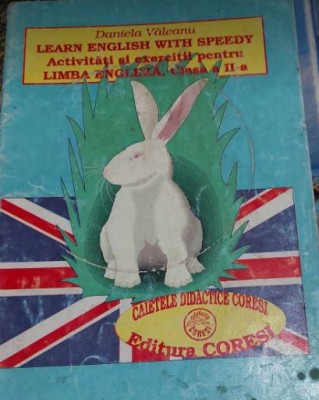 Daniela Văleanu
LEARN ENGLISH WITH SPEEDY
Activităţi şi exerciţii pentru:
LIMBA ENGLEZĂ, Clasa a II-a
CAIETELE DIDACTICE CORESI
CORESI
Editura CORESI